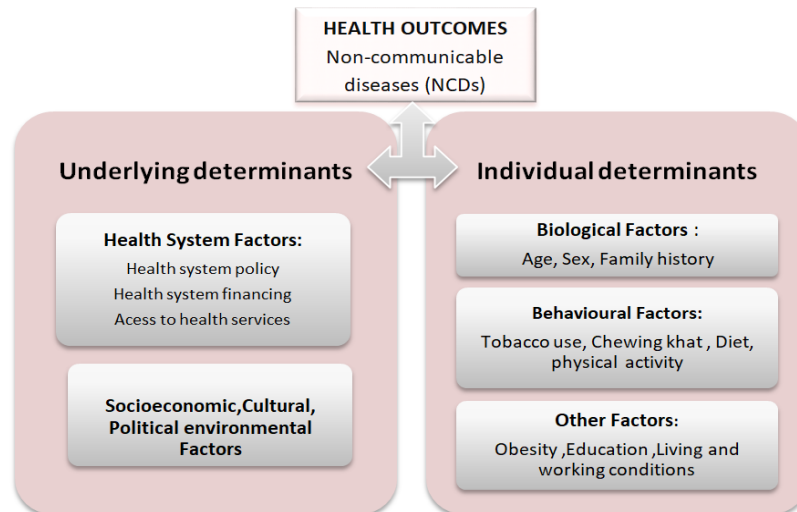 HEALTH OUTCOMES
Non-communicable
diseases (NCDs)
Underlying determinants
Health System Factors:
Health system policy
Health system financing
Acess to health services
Socioeconomic,Cultural,
Political environmental
Factors
Individual determinants
Biological Factors :
Age, Sex, Family history
Behavioural Factors:
Tobacco use, Chewing khat , Diet,
physical activity
Other Factors:
Obesity ,Education ,Living and
working conditions